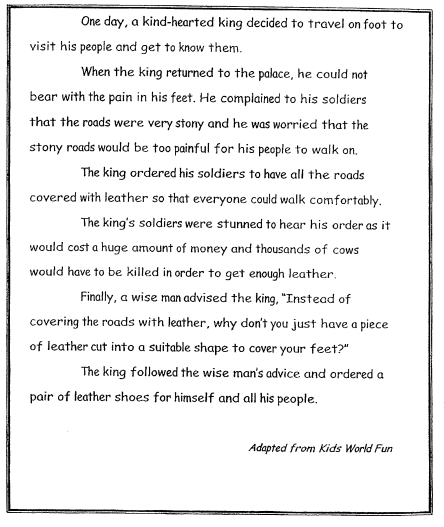 One day, a kind-hearted king decided to travel on foot to
visit his people and get to know them.
When the king returned to the palace, he could not
bear with the pain in his feet. He complained to his soldiers
that the roads were very stony and he was worried that the
stony roads would be too painful for his people to walk on.
The king ordered his soldiers to have all the roads
covered with leather so that everyone could walk comfortably.
The king's soldiers were stunned to hear his order as it
would cost a huge amount of money and thousands of cows
would have to be killed in order to get enough leather.
Finally, a wise man advised the king, "Instead of
covering the roads with leather, why don't you just have a piece
of leather cut into a suitable shape to cover your feet?"
The king followed the wise man's advice and ordered a
pair of leather shoes for himself and all his people.
Adapted from Kids World Fun